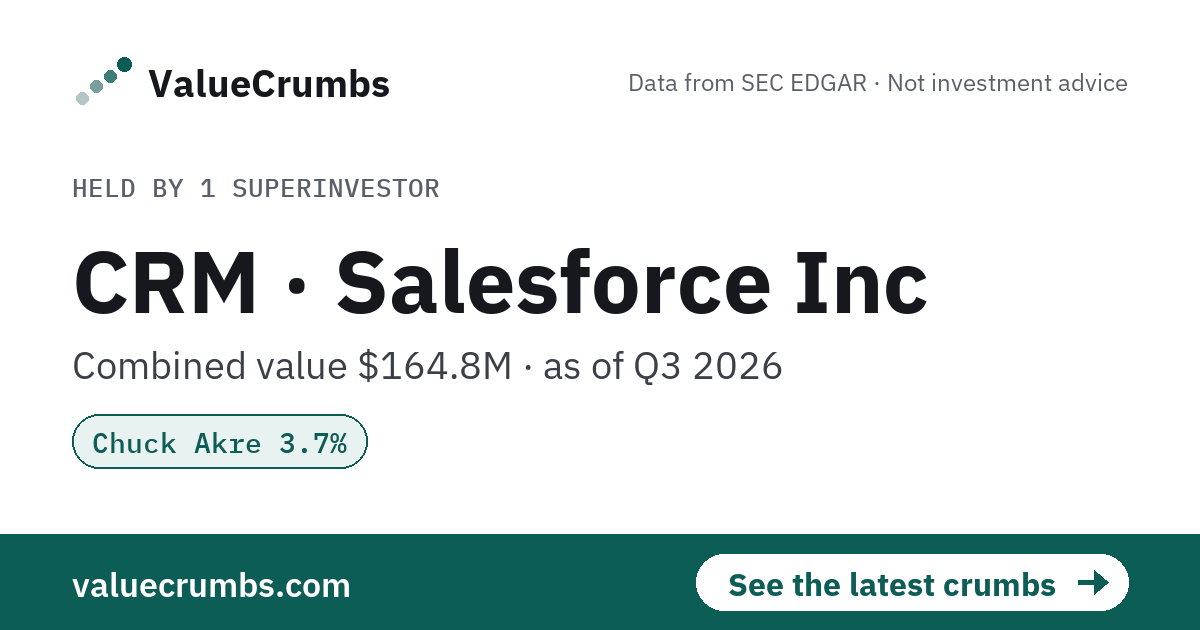 ValueCrumbs
Data from SEC EDGAR · Not investment advice
HELD BY 1 SUPERINVESTOR
CRM · Salesforce Inc
Combined value $164.8M · as of Q3 2026
Chuck Akre 3.7%
valuecrumbs.com
See the latest crumbs